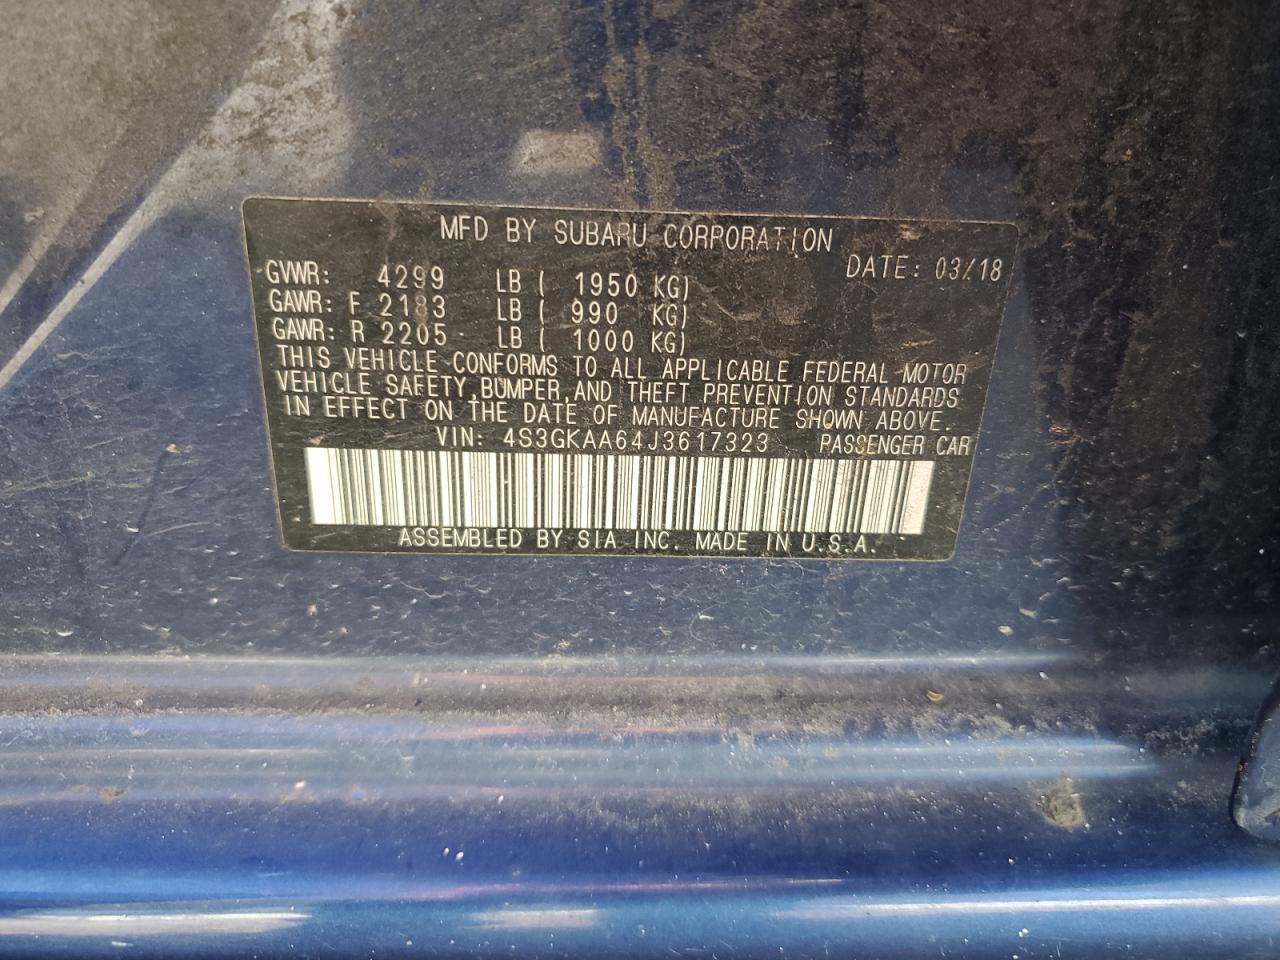 MFD BY SUBARU CORPORATION
DATE: 03/18
GVWR: 4299 LB ( 1950 KG)
GAWR: F 2183 LB ( 990 KG)
GAWR: R 2205 LB ( 1000 KG)
THIS VEHICLE CONFORMS TO ALL APPLICABLE FEDERAL MOTOR
VEHICLE SAFETY, BUMPER, AND THEFT PREVENTION STANDARDS
IN EFFECT ON THE DATE OF MANUFACTURE SHOWN ABOVE.
VIN: 4S3GKAA64J3617323 PASSENGER CAR
ASSEMBLED BY SIA INC. MADE IN U.S.A.